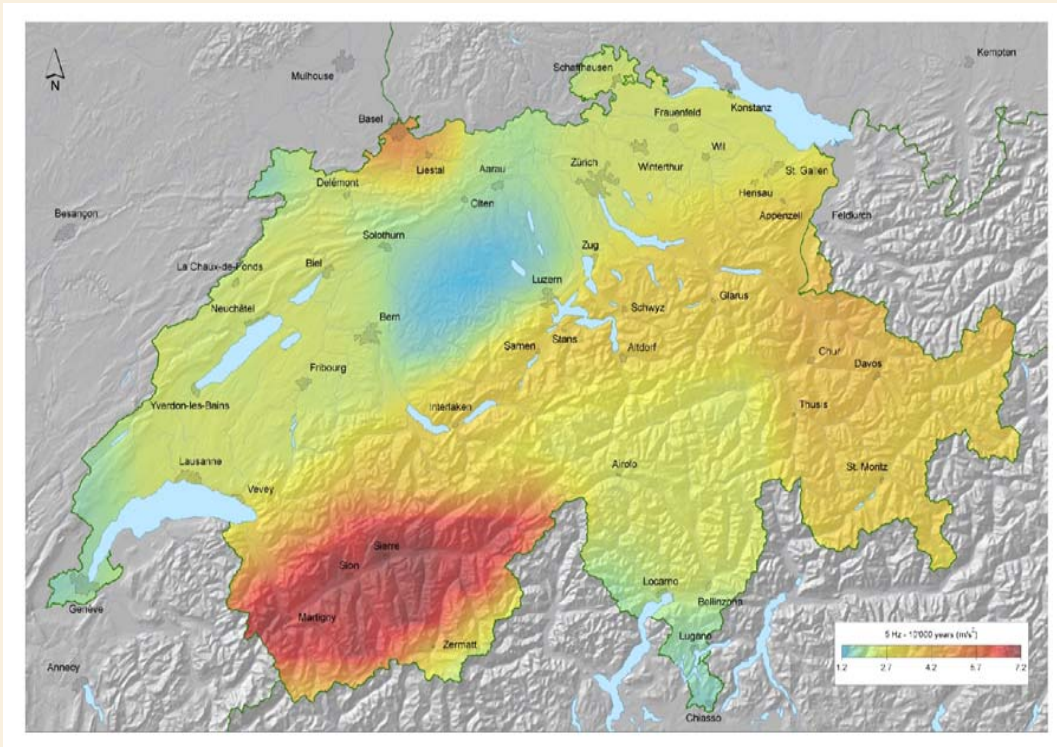 Kempten
Mulhouse
Schaffhausen
Konstanz
Basel
Frauenfeld
Wil
Zürich
Winterthur
St. Gallen
Liestal
Aarau
Delémont
Herisau
Olten
Appenzell
Feldkirch
Besançon
Solothurn
Zug
La Chaux-de-Fonds
Biel
Luzern
Glarus
Neuchâtel
Schwyz
Bern
Stans
Sarnen
Altdorf
Chur
Davos
Fribourg
Interlaken
Thusis
Yverdon-les-Bains
Airolo
St. Moritz
Lausanne
Vevey
Sierre
Sion
Locarno
Bellinzona
Genève
Martigny
Lugano
Zermatt
5 Hz - 10'000 years (m/s²)
Annecy
1.2 2.7 4.2 5.7 7.2
Chiasso
N